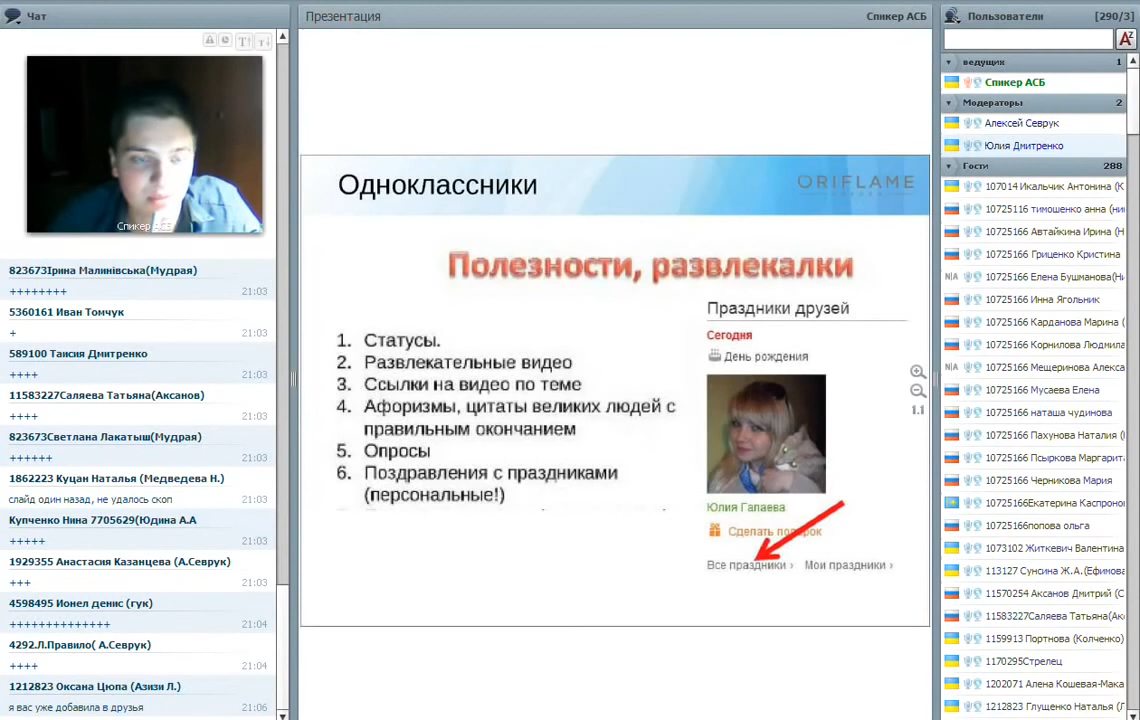 Чат
Спикер АСБ
823673Ірина Малинівська(Мудрая)
++++++++ 21:03
5360161 Иван Томчук
+ 21:03
589100 Таисия Дмитренко
++++ 21:03
11583227Саляева Татьяна(Аксанов)
++++ 21:03
823673Светлана Лакатыш(Мудрая)
++++++ 21:03
1862223 Куцан Наталья (Медведева Н.)
слайд один назад, не удалось скоп 21:03
Купченко Нина 7705629(Юдина А.А
+++++ 21:03
1929355 Анастасия Казанцева (А.Севрук)
+++ 21:03
4598495 Ионел денис (гук)
++++++++++++++ 21:04
4292.Л.Правило( А.Севрук)
++++ 21:04
1212823 Оксана Цюпа (Азизи Л.)
я вас уже добавила в друзья 21:06
Презентация Спикер АСБ
Одноклассники
ORIFLAME
Полезности, развлекалки
1. Статусы.
2. Развлекательные видео
3. Ссылки на видео по теме
4. Афоризмы, цитаты великих людей с
правильным окончанием
5. Опросы
6. Поздравления с праздниками
(персональные!)
Праздники друзей
Сегодня
День рождения
Юлия Галаева
Сделать подарок
Все праздники › Мои праздники ›
1.1
Пользователи [290/3]
ведущих 1
Спикер АСБ
Модераторы 2
Алексей Севрук
Юлия Дмитренко
Гости 288
107014 Икальчик Антонина (К
10725116 тимошенко анна (ни
10725166 Автайкина Ирина (Н
10725166 Гриценко Кристина
N/A 10725166 Елена Бушманова(Ни
10725166 Инна Ягольник
10725166 Карданова Марина (
10725166 Корнилова Людмила
N/A 10725166 Мещеринова Алекса
10725166 Мусаева Елена
10725166 наташа чудинова
10725166 Пахунова Наталия (
10725166 Псыркова Маргарит
10725166 Черникова Мария
10725166Екатерина Каспроно
10725166попова ольга
1073102 Житкевич Валентина
113127 Сунсина Ж.А.(Ефимова
11570254 Аксанов Дмитрий (С
11583227Саляева Татьяна(Акс
1159913 Портнова (Колченко)
1170295Стрелец
1202071 Алена Кошевая-Мака
1212823 Глущенко Наталья (Л